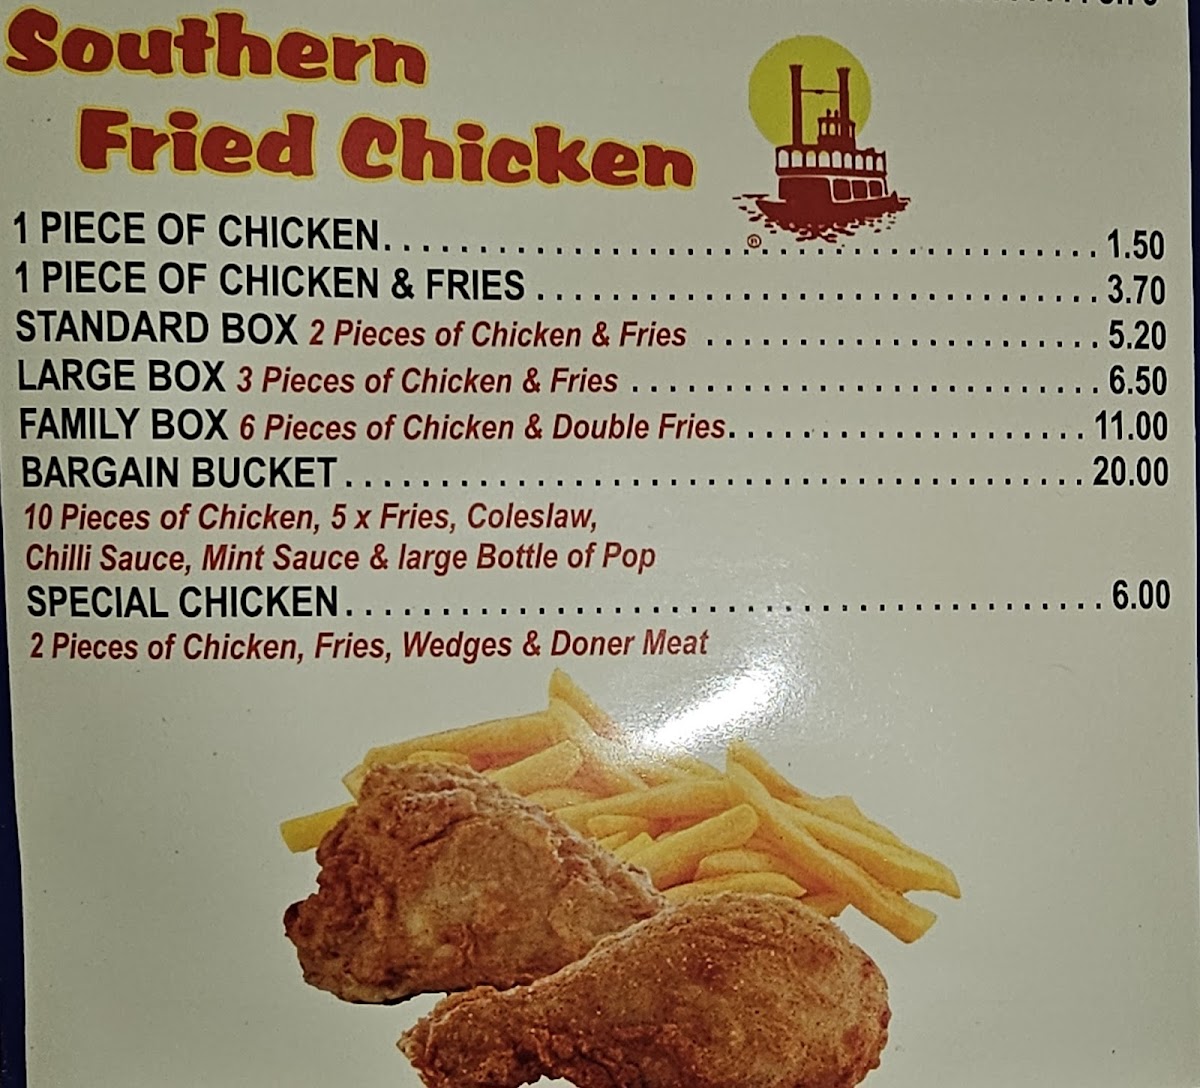 Southern
Fried Chicken
®
1 PIECE OF CHICKEN. . . . . . . . . . . . . . . . . . . . . . . . . . . . . . . . . . . . . . 1.50
1 PIECE OF CHICKEN & FRIES . . . . . . . . . . . . . . . . . . . . . . . . . . . . . . 3.70
STANDARD BOX 2 Pieces of Chicken & Fries . . . . . . . . . . . . . . . . . . . . . 5.20
LARGE BOX 3 Pieces of Chicken & Fries . . . . . . . . . . . . . . . . . . . . . . . . . 6.50
FAMILY BOX 6 Pieces of Chicken & Double Fries. . . . . . . . . . . . . . . . . . . 11.00
BARGAIN BUCKET . . . . . . . . . . . . . . . . . . . . . . . . . . . . . . . . . . . . . . . 20.00
10 Pieces of Chicken, 5 x Fries, Coleslaw,
Chilli Sauce, Mint Sauce & large Bottle of Pop
SPECIAL CHICKEN . . . . . . . . . . . . . . . . . . . . . . . . . . . . . . . . . . . . . . . . 6.00
2 Pieces of Chicken, Fries, Wedges & Doner Meat